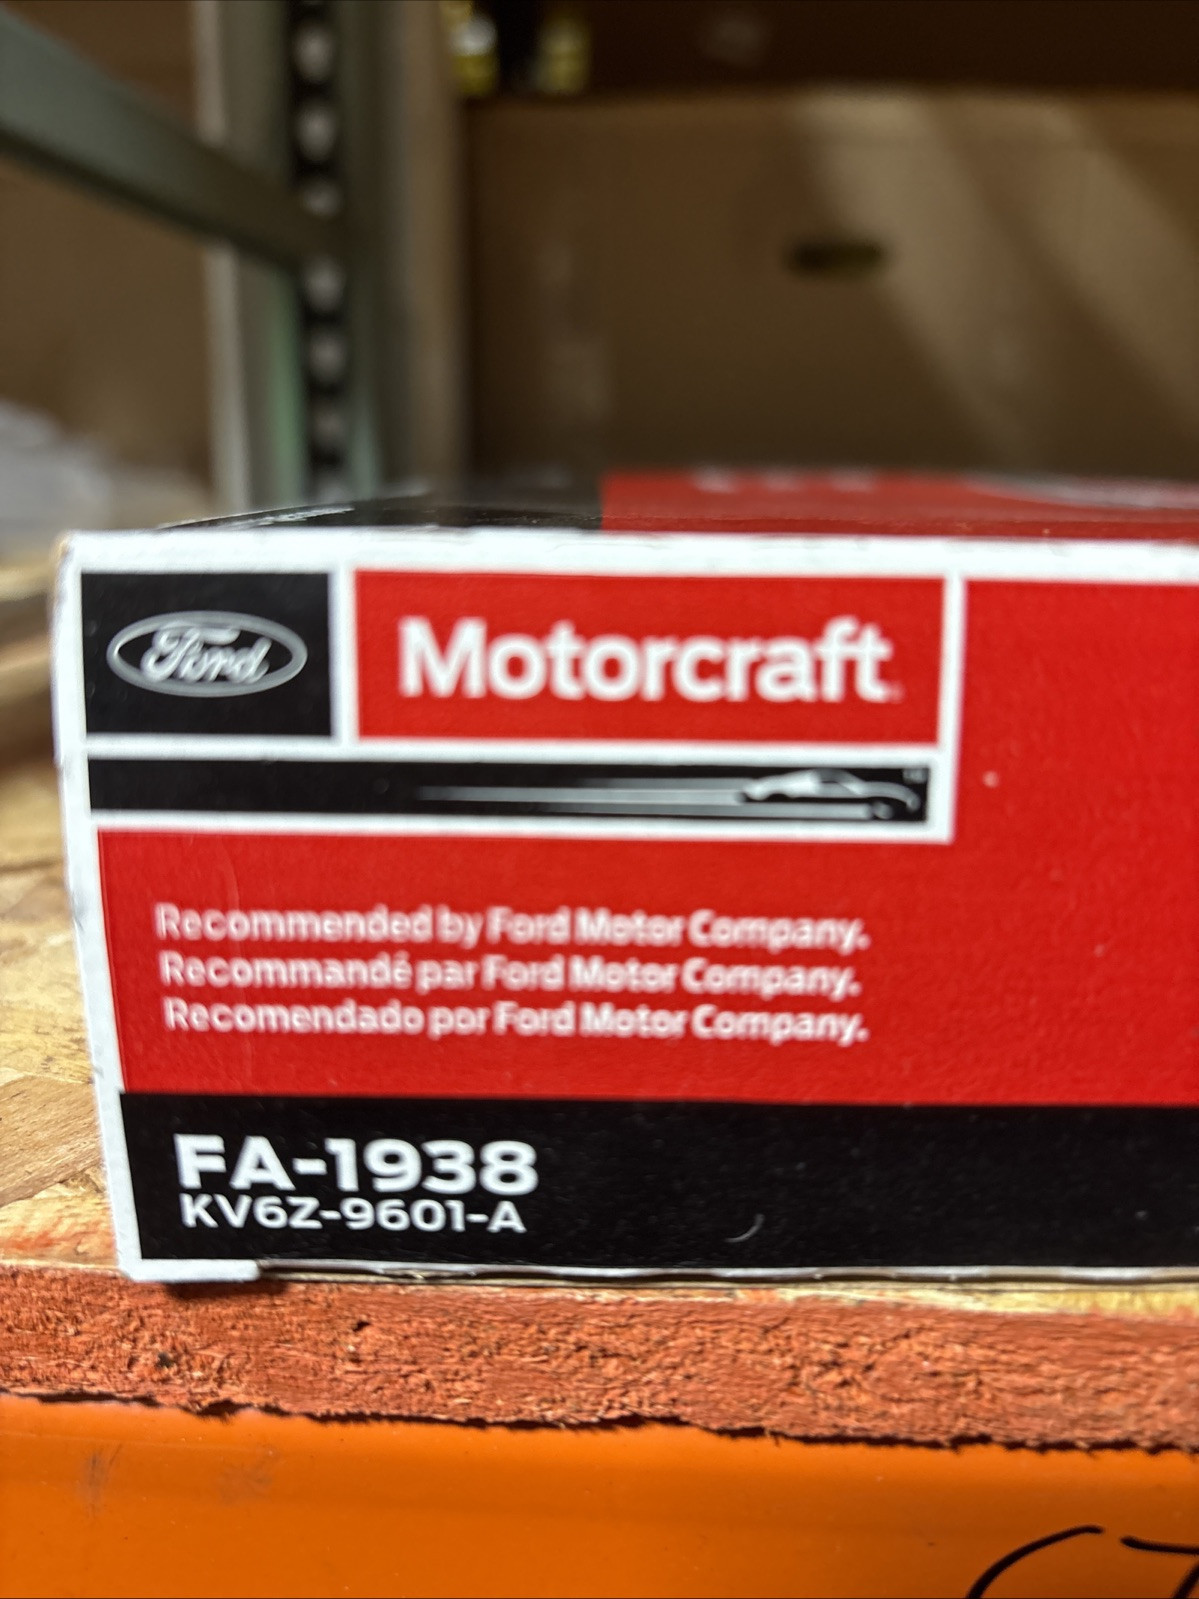 Ford
Motorcraft
Recommended by Ford Motor Company.
Recommandé par Ford Motor Company.
Recomendado por Ford Motor Company.
FA-1938
KV6Z-9601-A